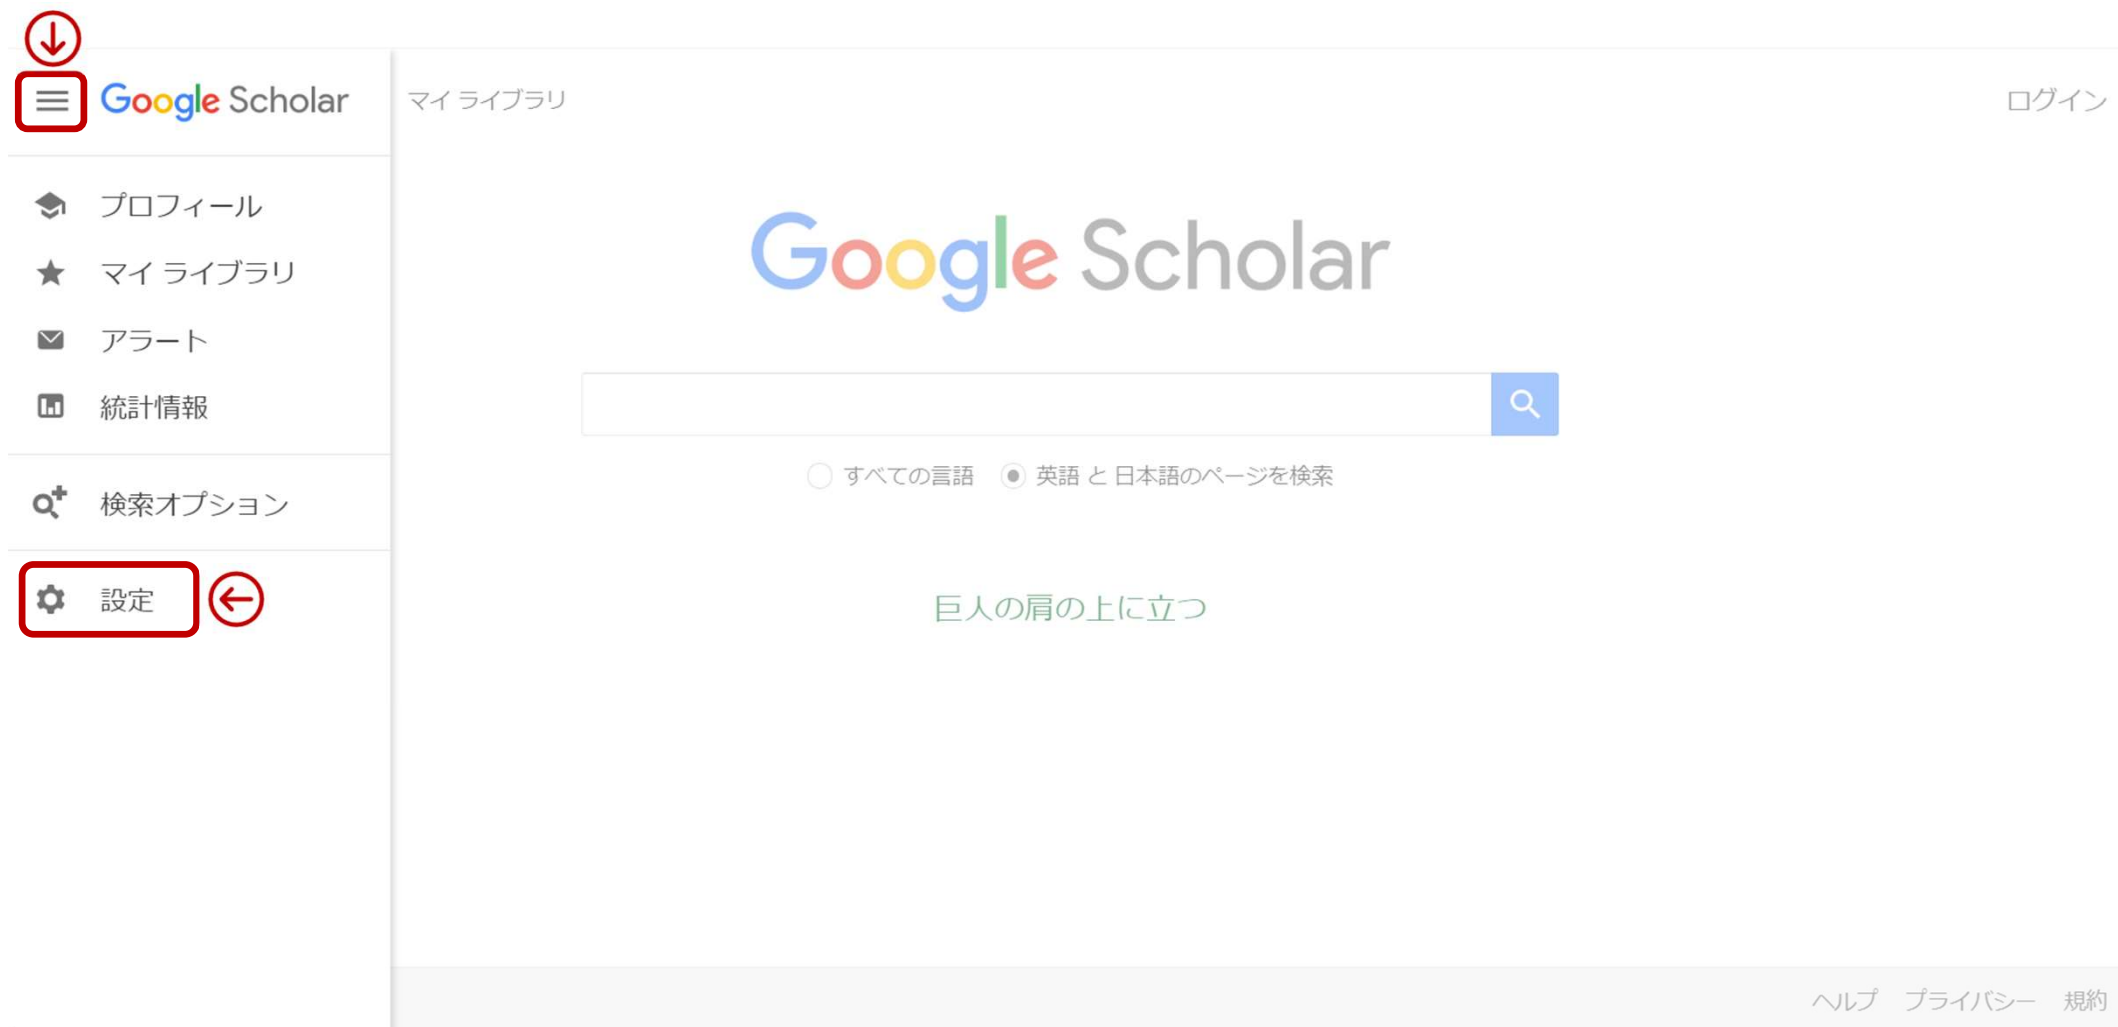 Google Scholar
マイ ライブラリ
ログイン
プロフィール
マイ ライブラリ
アラート
統計情報
検索オプション
設定
Google Scholar
すべての言語
英語 と 日本語のページを検索
巨人の肩の上に立つ
ヘルプ プライバシー 規約